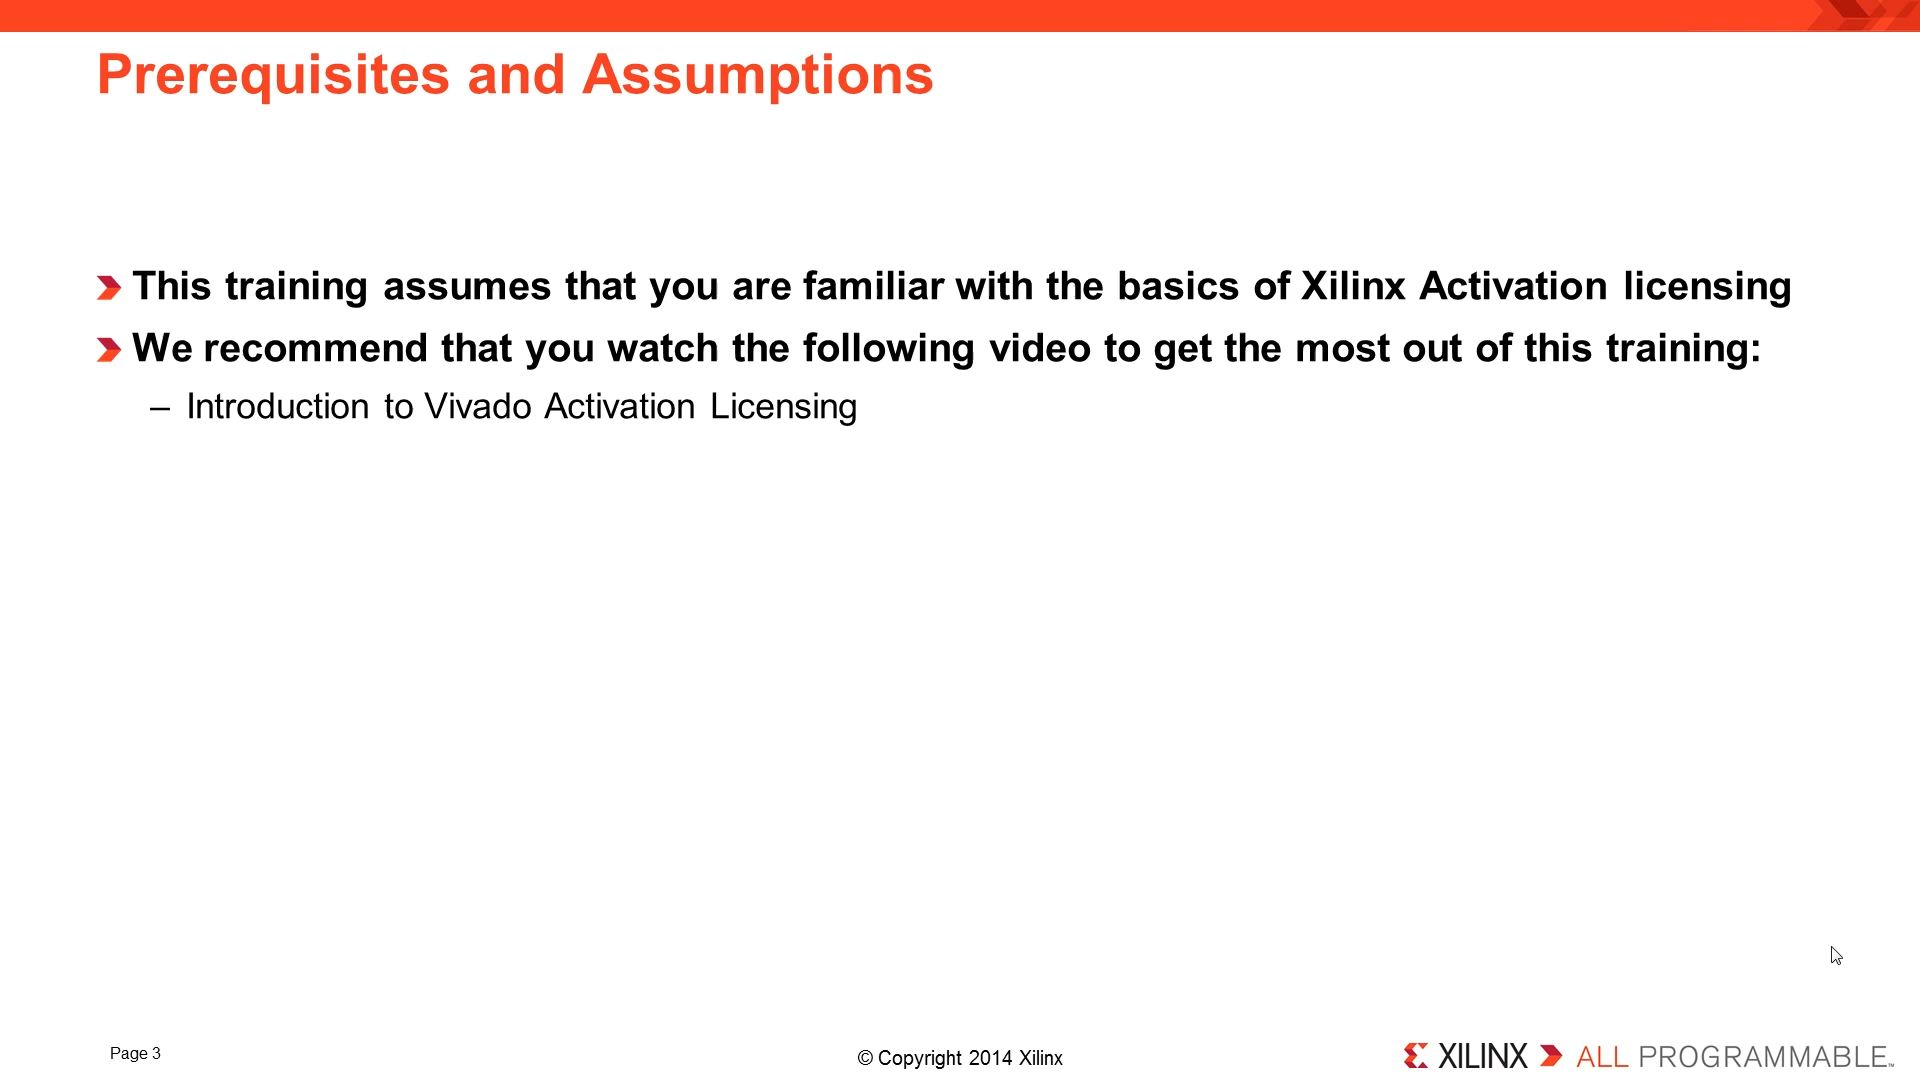 Prerequisites and Assumptions
This training assumes that you are familiar with the basics of Xilinx Activation licensing
We recommend that you watch the following video to get the most out of this training:
– Introduction to Vivado Activation Licensing
Page 3
© Copyright 2014 Xilinx
XILINX ALL PROGRAMMABLE™